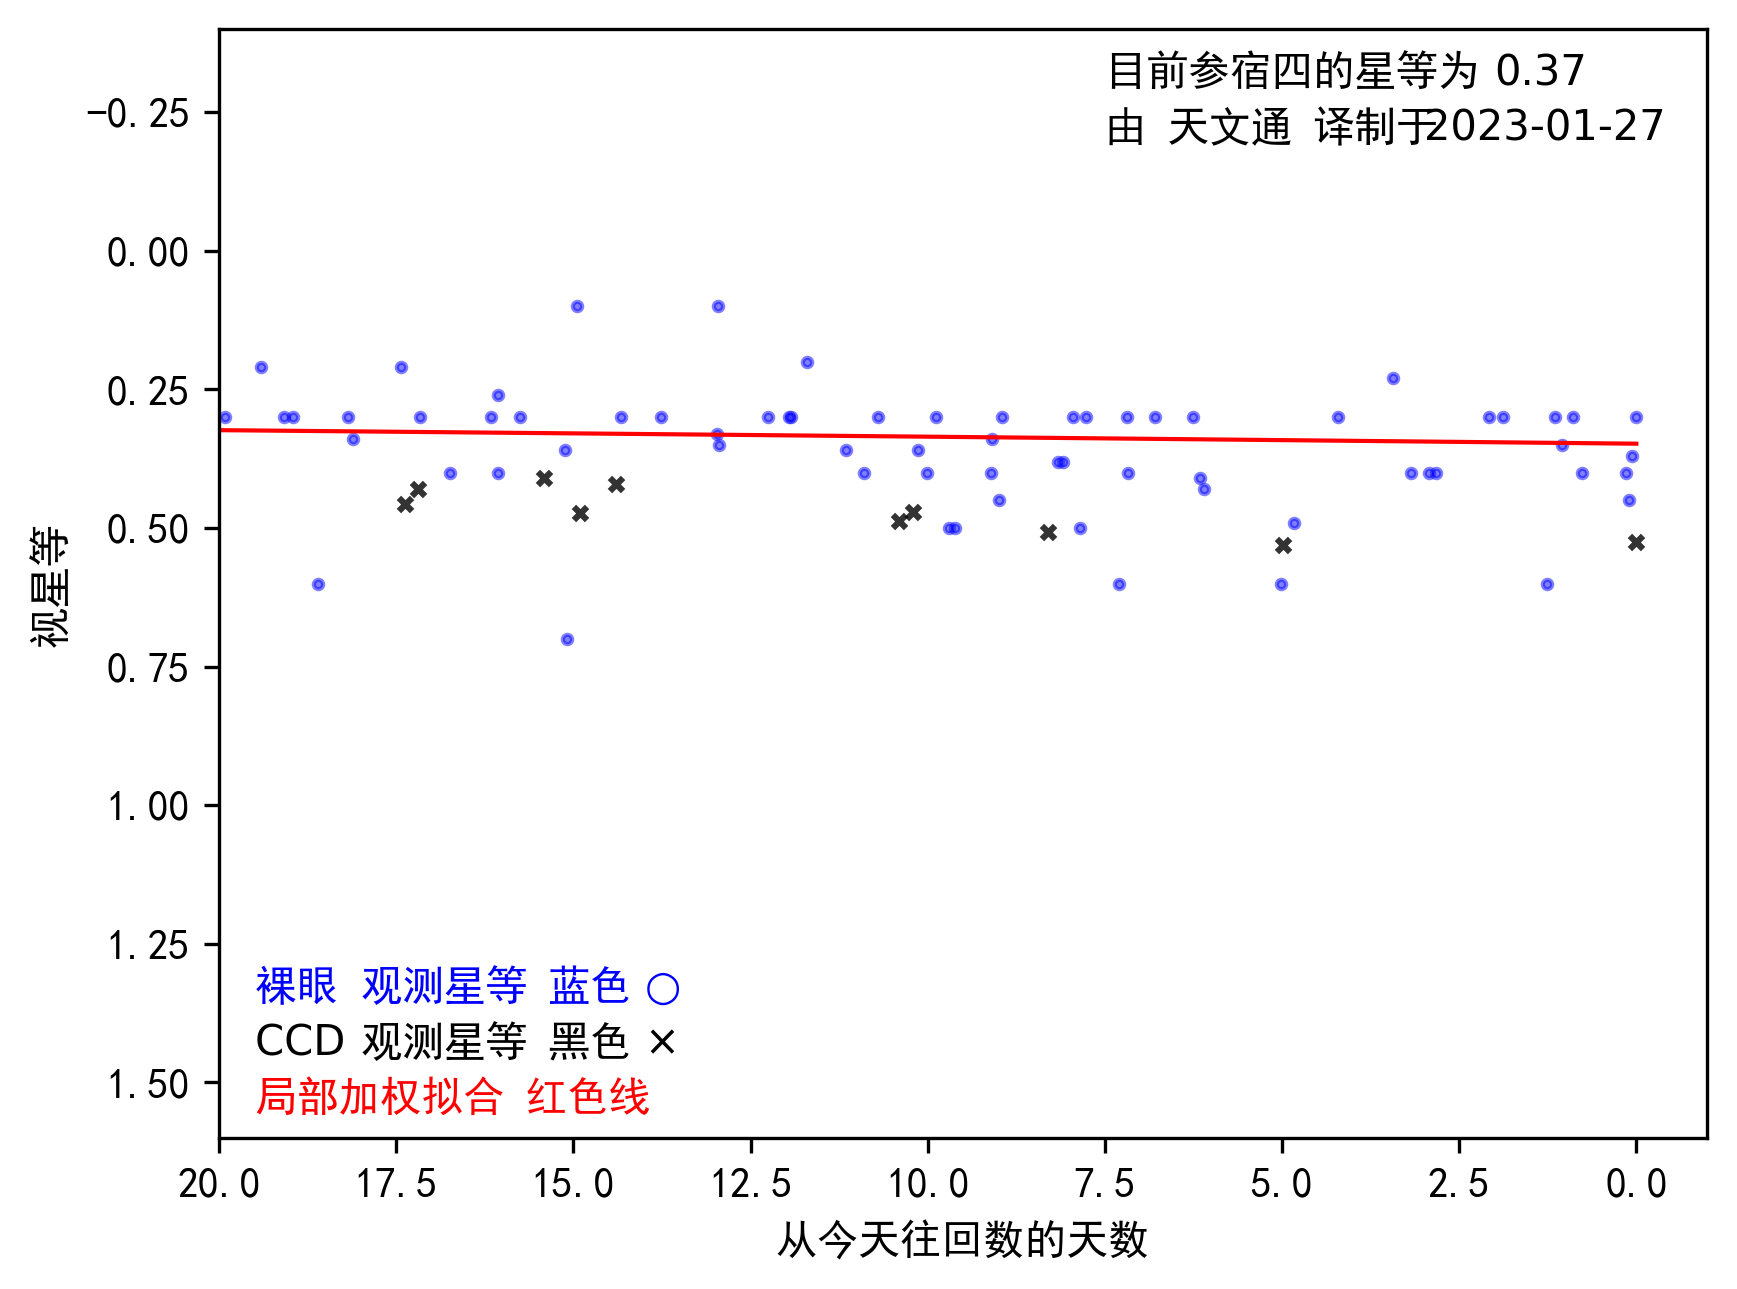 目前参宿四的星等为 0.37
由 天文通 译制于2023-01-27
-0.25
0.00
0.25
0.50
0.75
1.00
1.25
1.50
视星等
裸眼 观测星等 蓝色 ○
CCD 观测星等 黑色 ×
局部加权拟合 红色线
20.0 17.5 15.0 12.5 10.0 7.5 5.0 2.5 0.0
从今天往回数的天数